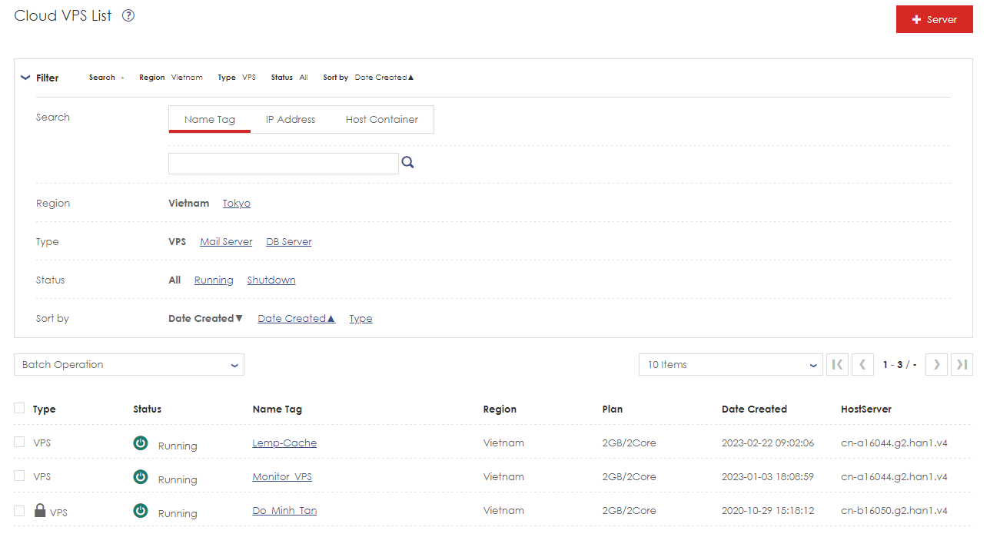 Cloud VPS List ?
+ Server
Filter Search - Region Vietnam Type VPS Status All Sort by Date Created▲
Search Name Tag IP Address Host Container
Region Vietnam Tokyo
Type VPS Mail Server DB Server
Status All Running Shutdown
Sort by Date Created▼ Date Created▲ Type
Batch Operation 10 Items 1 - 3 / -
Type Status Name Tag Region Plan Date Created HostServer
VPS Running Lemp-Cache Vietnam 2GB/2Core 2023-02-22 09:02:06 cn-a16044.g2.han1.v4
VPS Running Monitor_VPS Vietnam 2GB/2Core 2023-01-03 18:08:59 cn-a16044.g2.han1.v4
VPS Running Do_Minh_Tan Vietnam 2GB/2Core 2020-10-29 15:18:12 cn-b16050.g2.han1.v4